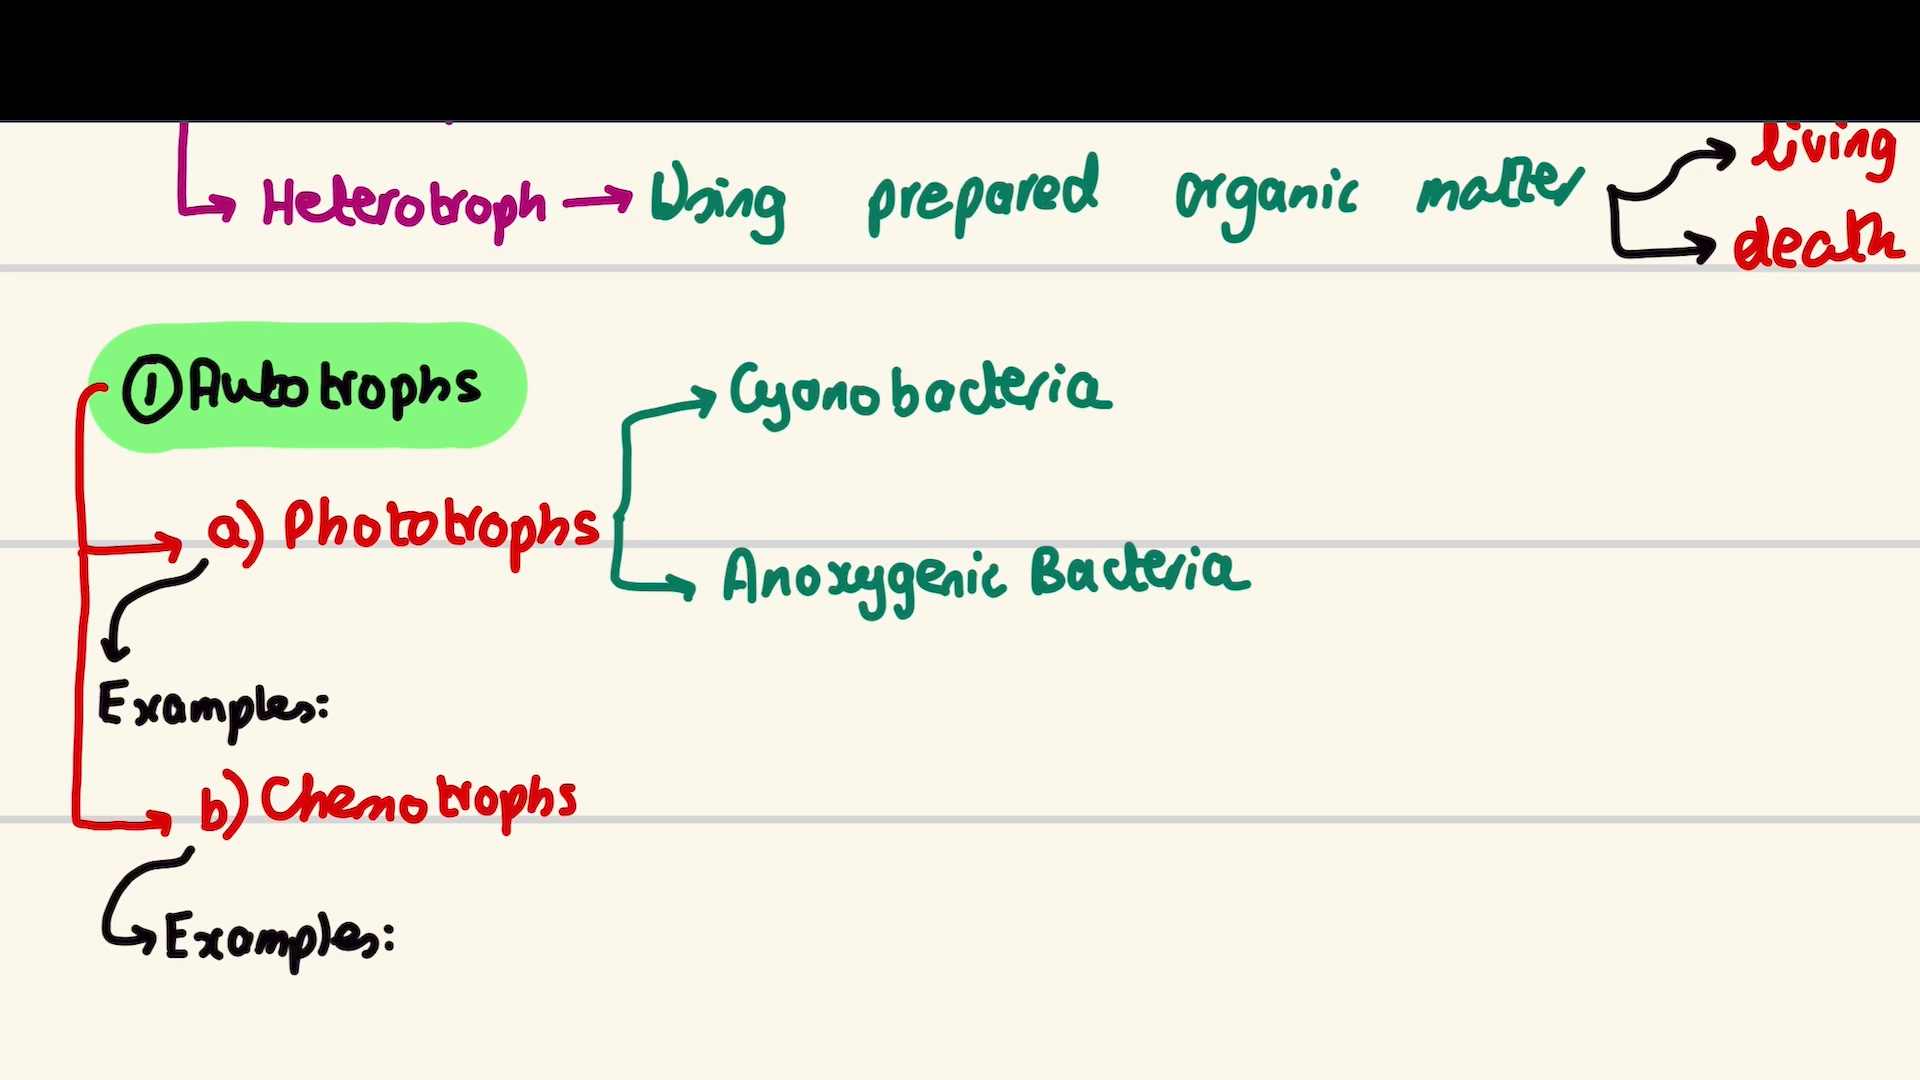 living
Heterotroph → Using prepared organic matter
death
① Autotrophs
Cyanobacteria
a) Phototrophs
Anoxygenic Bacteria
Examples:
b) Chemotrophs
Examples: